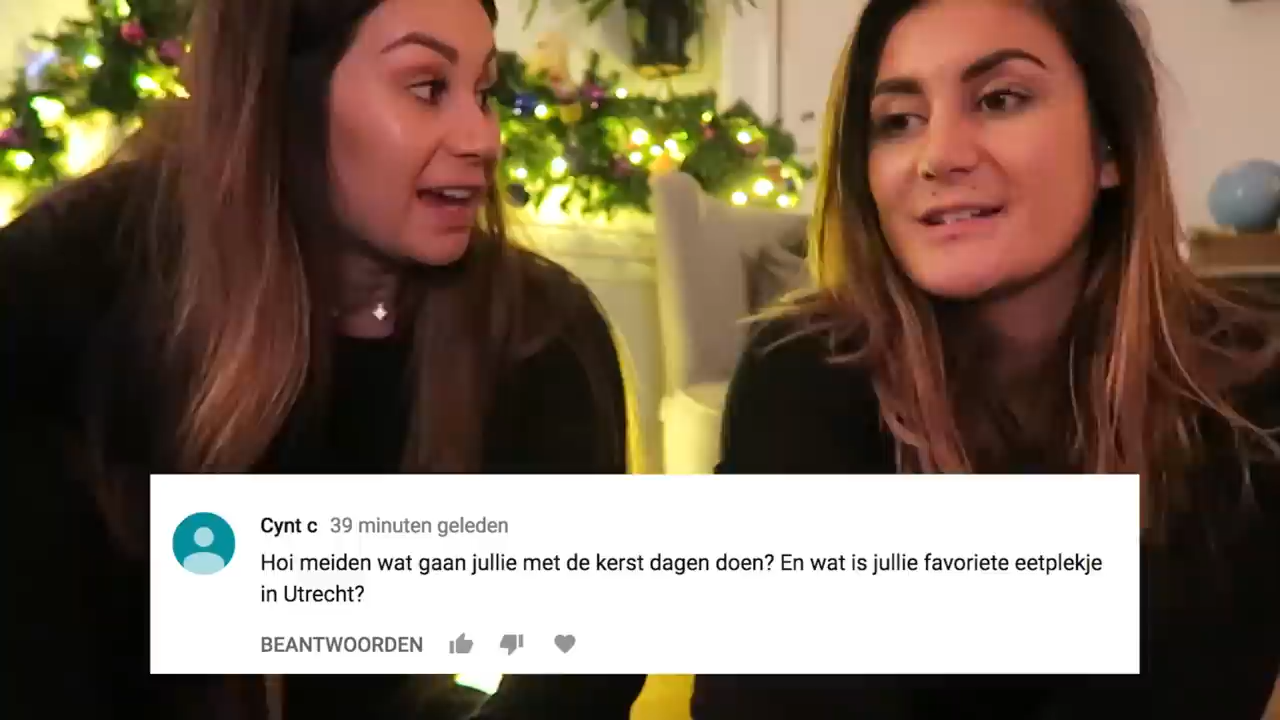 Cynt c 39 minuten geleden
Hoi meiden wat gaan jullie met de kerst dagen doen? En wat is jullie favoriete eetplekje
in Utrecht?
BEANTWOORDEN